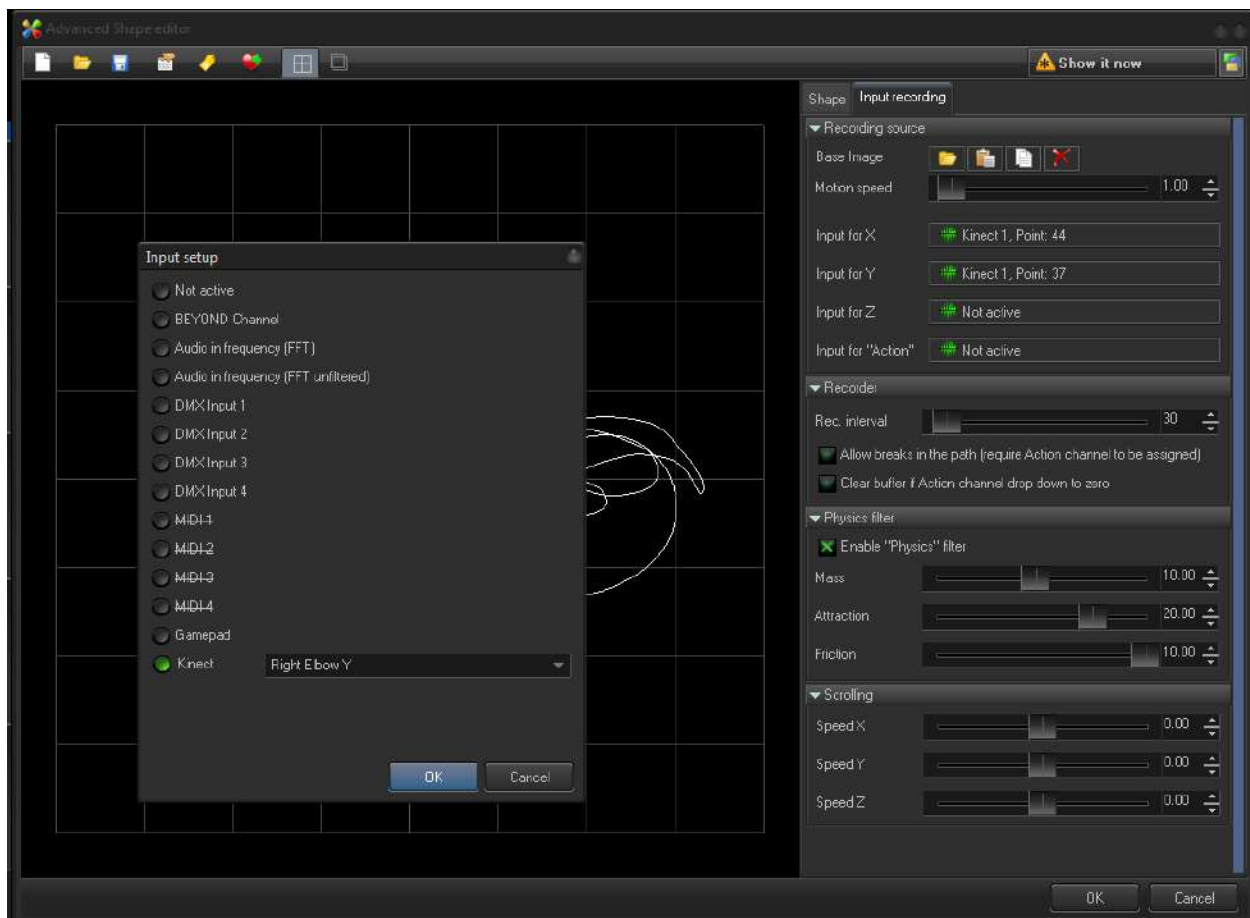 Advanced Shape editor
Show it now
Shape Input recording
Recording source
Base Image
Motion speed 1.00
Input for X Kinect 1, Point: 44
Input for Y Kinect 1, Point: 37
Input for Z Not active
Input for "Action" Not active
Recorder
Rec. interval 30
Allow breaks in the path (require Action channel to be assigned)
Clear buffer if Action channel drop down to zero
Physics filter
Enable "Physics" filter
Mass 10.00
Attraction 20.00
Friction 10.00
Scrolling
Speed X 0.00
Speed Y 0.00
Speed Z 0.00
OK Cancel
Input setup
Not active
BEYOND Channel
Audio in frequency (FFT)
Audio in frequency (FFT unfiltered)
DMX Input 1
DMX Input 2
DMX Input 3
DMX Input 4
MIDI 1
MIDI 2
MIDI 3
MIDI 4
Gamepad
Kinect Right Elbow Y
OK Cancel